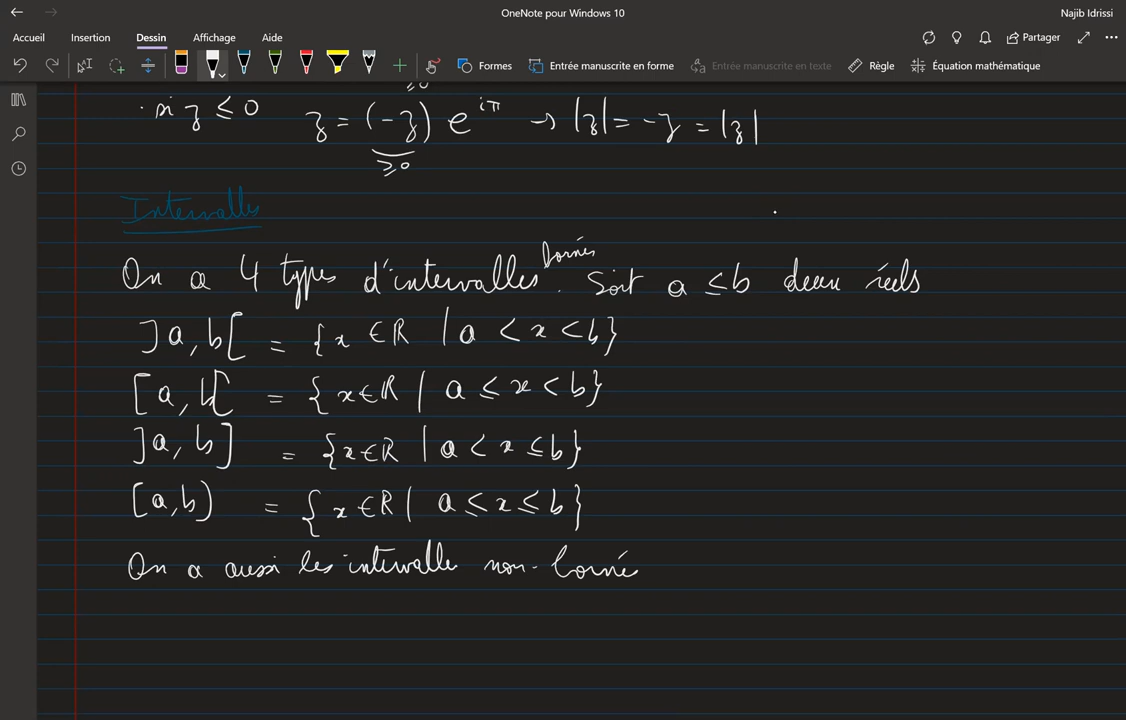 OneNote pour Windows 10
Najib Idrissi
Accueil Insertion Dessin Affichage Aide
Partager
Formes Entrée manuscrite en forme Entrée manuscrite en texte Règle Équation mathématique
≥0
· si z ≤ 0 z = (-z) e^{iπ} → |z| = -z = |z|
≥0
Intervalles
On a 4 types d'intervalles bornés. Soit a ≤ b deux réels
]a, b[ = {x ∈ ℝ | a < x < b}
[a, b[ = {x ∈ ℝ | a ≤ x < b}
]a, b] = {x ∈ ℝ | a < x ≤ b}
[a, b) = {x ∈ ℝ | a ≤ x ≤ b}
On a aussi les intervalle non-borné